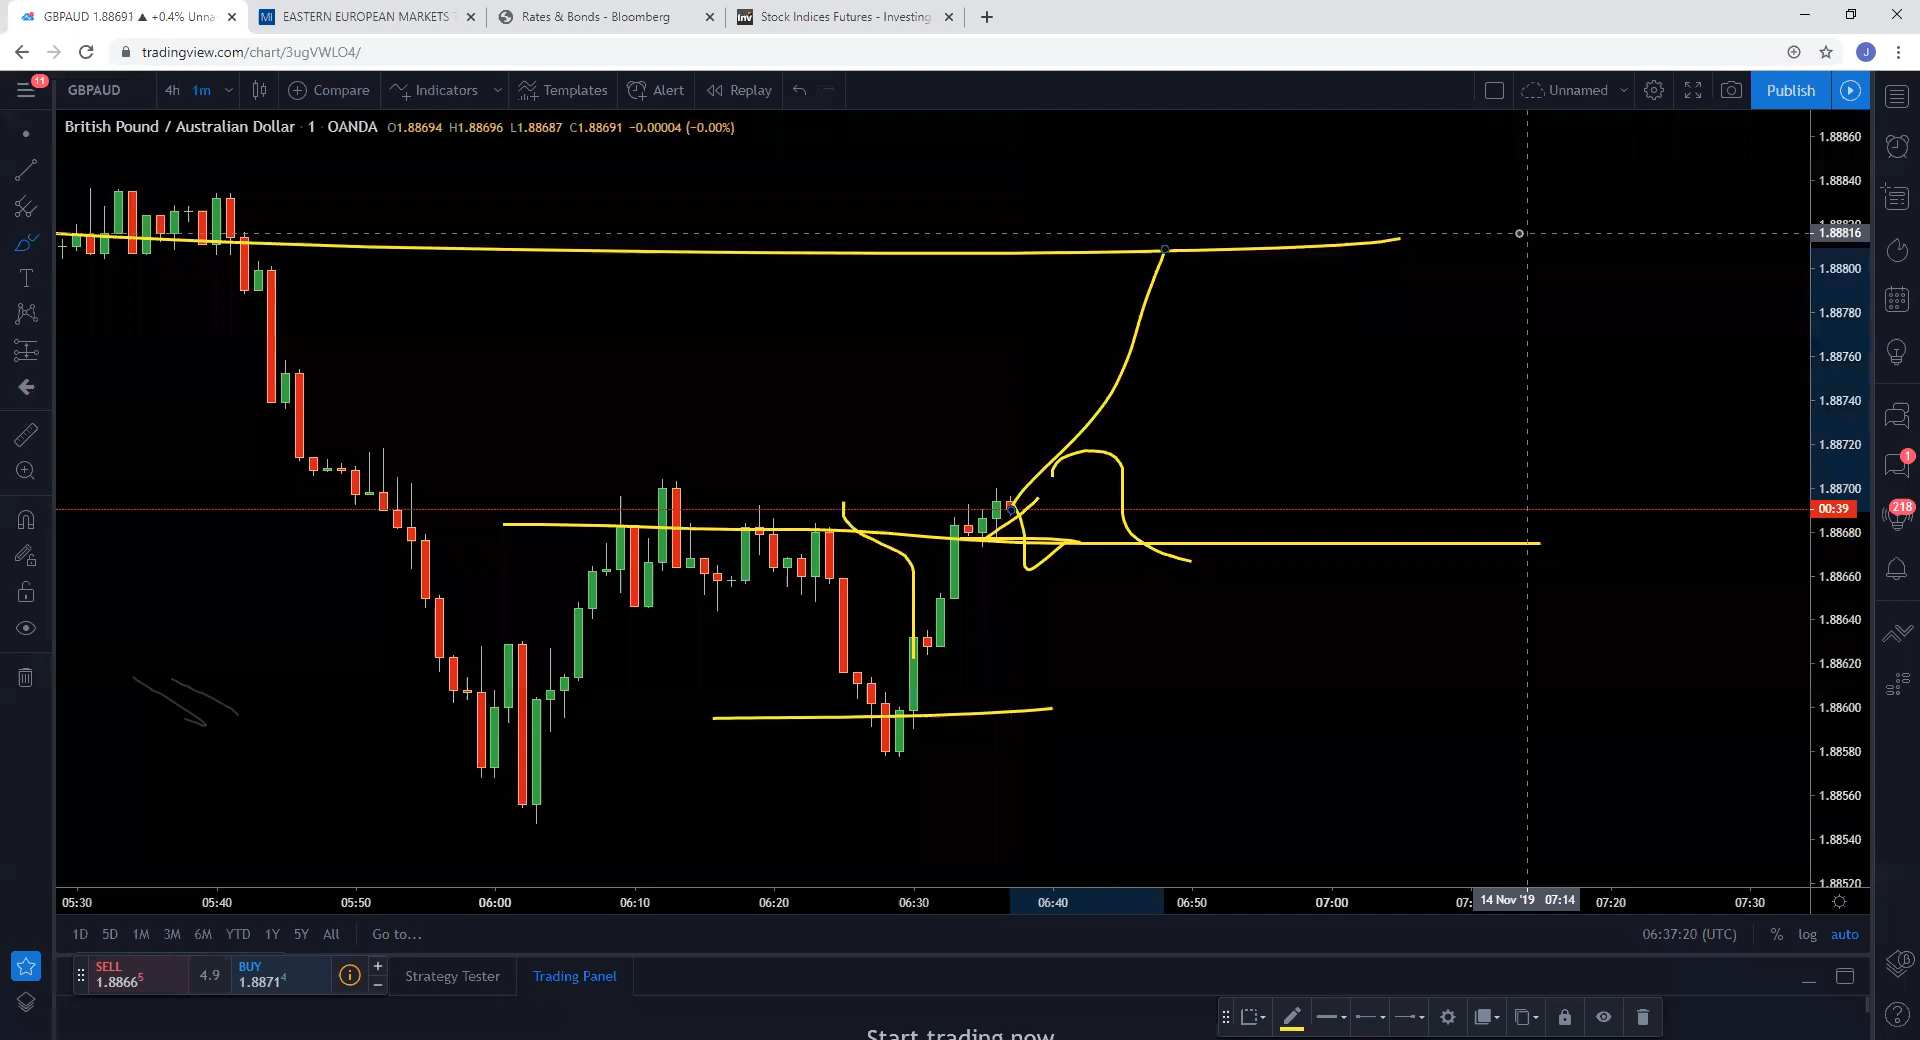 GBPAUD 1.88691 ▲ +0.4% Unna
EASTERN EUROPEAN MARKETS
Rates & Bonds - Bloomberg
Stock Indices Futures - Investing
tradingview.com/chart/3ugVWLO4/
J
11
GBPAUD
4h
1m
Compare
Indicators
Templates
Alert
Replay
Unnamed
Publish
British Pound / Australian Dollar · 1 · OANDA O1.88694 H1.88696 L1.88687 C1.88691 −0.00004 (−0.00%)
1.88860
1.88840
1.88820
1.88816
1.88800
1.88780
1.88760
1.88740
1.88720
1.88700
00:39
1.88680
1.88660
1.88640
1.88620
1.88600
1.88580
1.88560
1.88540
1.88520
1
218
05:30
05:40
05:50
06:00
06:10
06:20
06:30
06:40
06:50
07:00
14 Nov '19 07:14
07:20
07:30
1D 5D 1M 3M 6M YTD 1Y 5Y All
Go to...
06:37:20 (UTC)
% log auto
SELL
1.88665
4.9
BUY
1.88714
Strategy Tester
Trading Panel
Start trading now